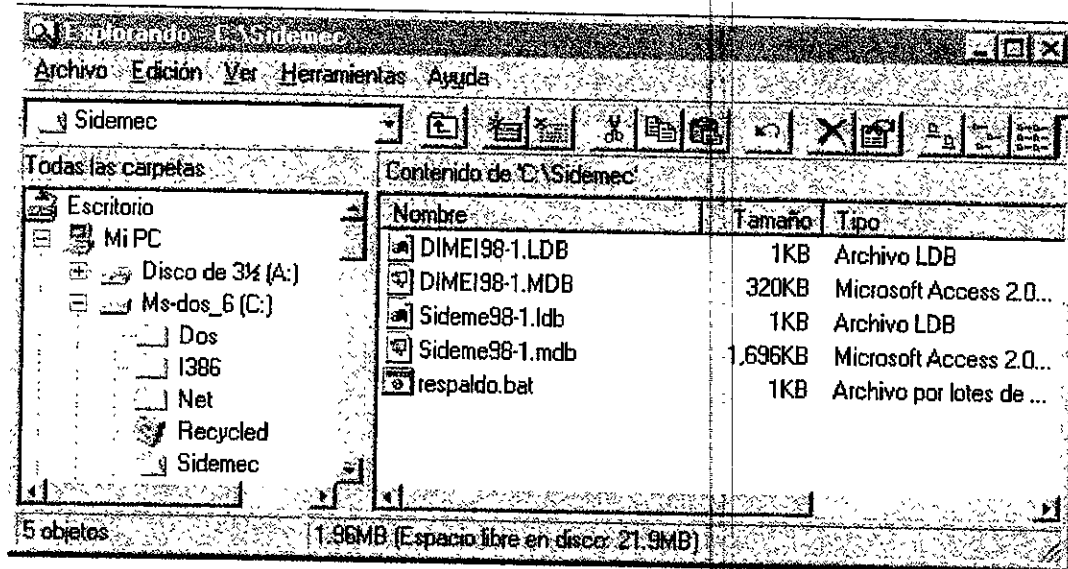 Explorando - C:\Sidemec
Archivo Edición Ver Herramientas Ayuda
Sidemec
Todas las carpetas
Contenido de 'C:\Sidemec'
Escritorio
Mi PC
Disco de 3½ (A:)
Ms-dos_6 (C:)
Dos
I386
Net
Recycled
Sidemec
Nombre Tamaño Tipo
DIMEI98-1.LDB 1KB Archivo LDB
DIMEI98-1.MDB 320KB Microsoft Access 2.0...
Sideme98-1.ldb 1KB Archivo LDB
Sideme98-1.mdb 1,696KB Microsoft Access 2.0...
respaldo.bat 1KB Archivo por lotes de ...
5 objetos 1.96MB (Espacio libre en disco: 21.9MB)